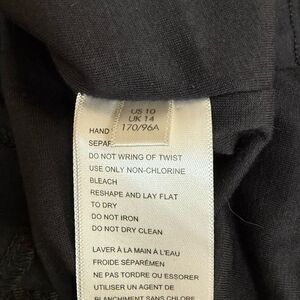 US 10
UK 14
170/96A
HAND
SEPAR
DO NOT WRING OF TWIST
USE ONLY NON-CHLORINE
BLEACH
RESHAPE AND LAY FLAT
TO DRY
DO NOT IRON
DO NOT DRY CLEAN
LAVER À LA MAIN À L'EAU
FROIDE SÉPARÉMEN
NE PAS TORDRE OU ESSORER
UTILISER UN AGENT DE
BLANCHIMENT SANS CHLORE